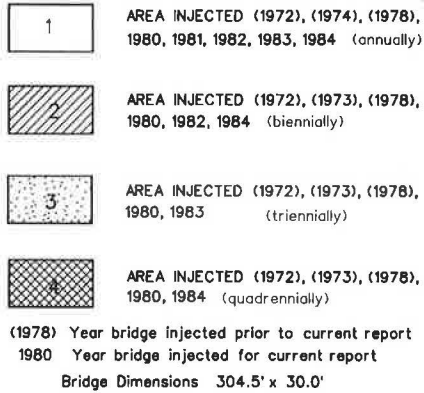 1
AREA INJECTED (1972), (1974), (1978),
1980, 1981, 1982, 1983, 1984 (annually)
2
AREA INJECTED (1972), (1973), (1978),
1980, 1982, 1984 (biennially)
3
AREA INJECTED (1972), (1973), (1978),
1980, 1983 (triennially)
4
AREA INJECTED (1972), (1973), (1978),
1980, 1984 (quadrennially)
(1978) Year bridge injected prior to current report
1980 Year bridge injected for current report
Bridge Dimensions 304.5' x 30.0'